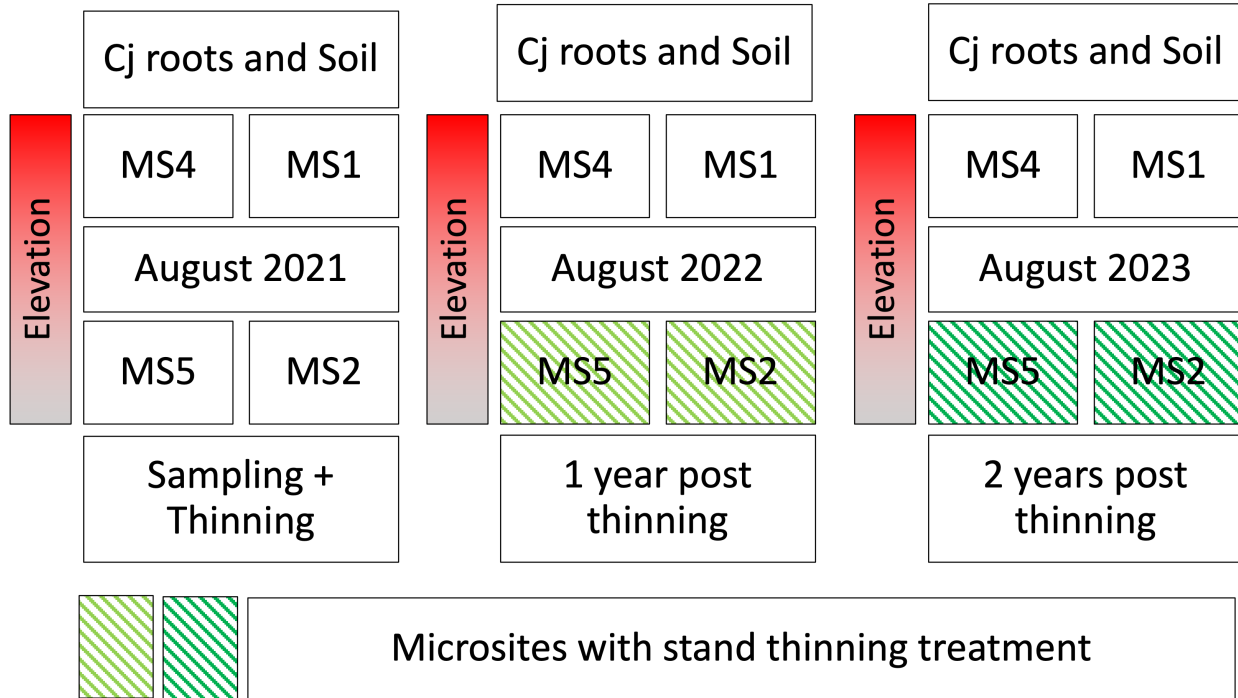 Cj roots and Soil
Elevation
MS4
MS1
August 2021
MS5
MS2
Sampling +
Thinning
Cj roots and Soil
Elevation
MS4
MS1
August 2022
MS5
MS2
1 year post
thinning
Cj roots and Soil
Elevation
MS4
MS1
August 2023
MS5
MS2
2 years post
thinning
Microsites with stand thinning treatment